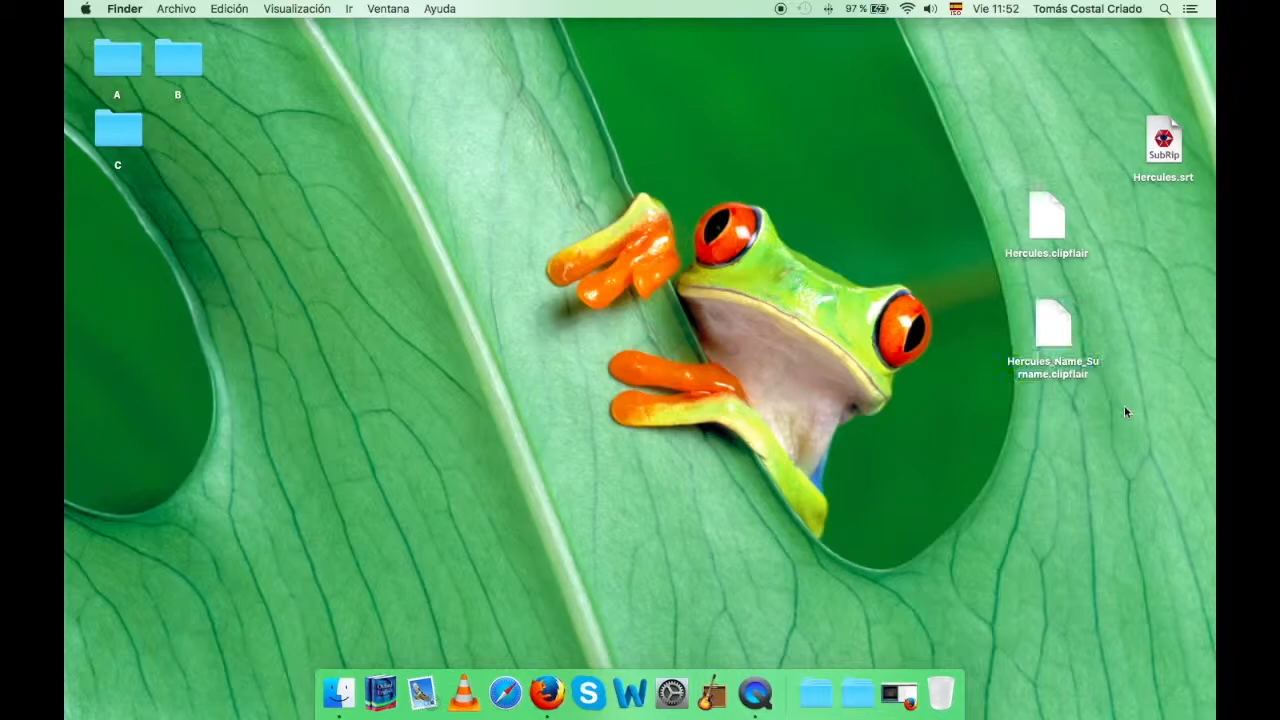 Finder Archivo Edición Visualización Ir Ventana Ayuda 97 % Vie 11:52 Tomás Costal Criado
A B
C
SubRip
Hercules.srt
Hercules.clipflair
Hercules_Name_Su
rname.clipflair